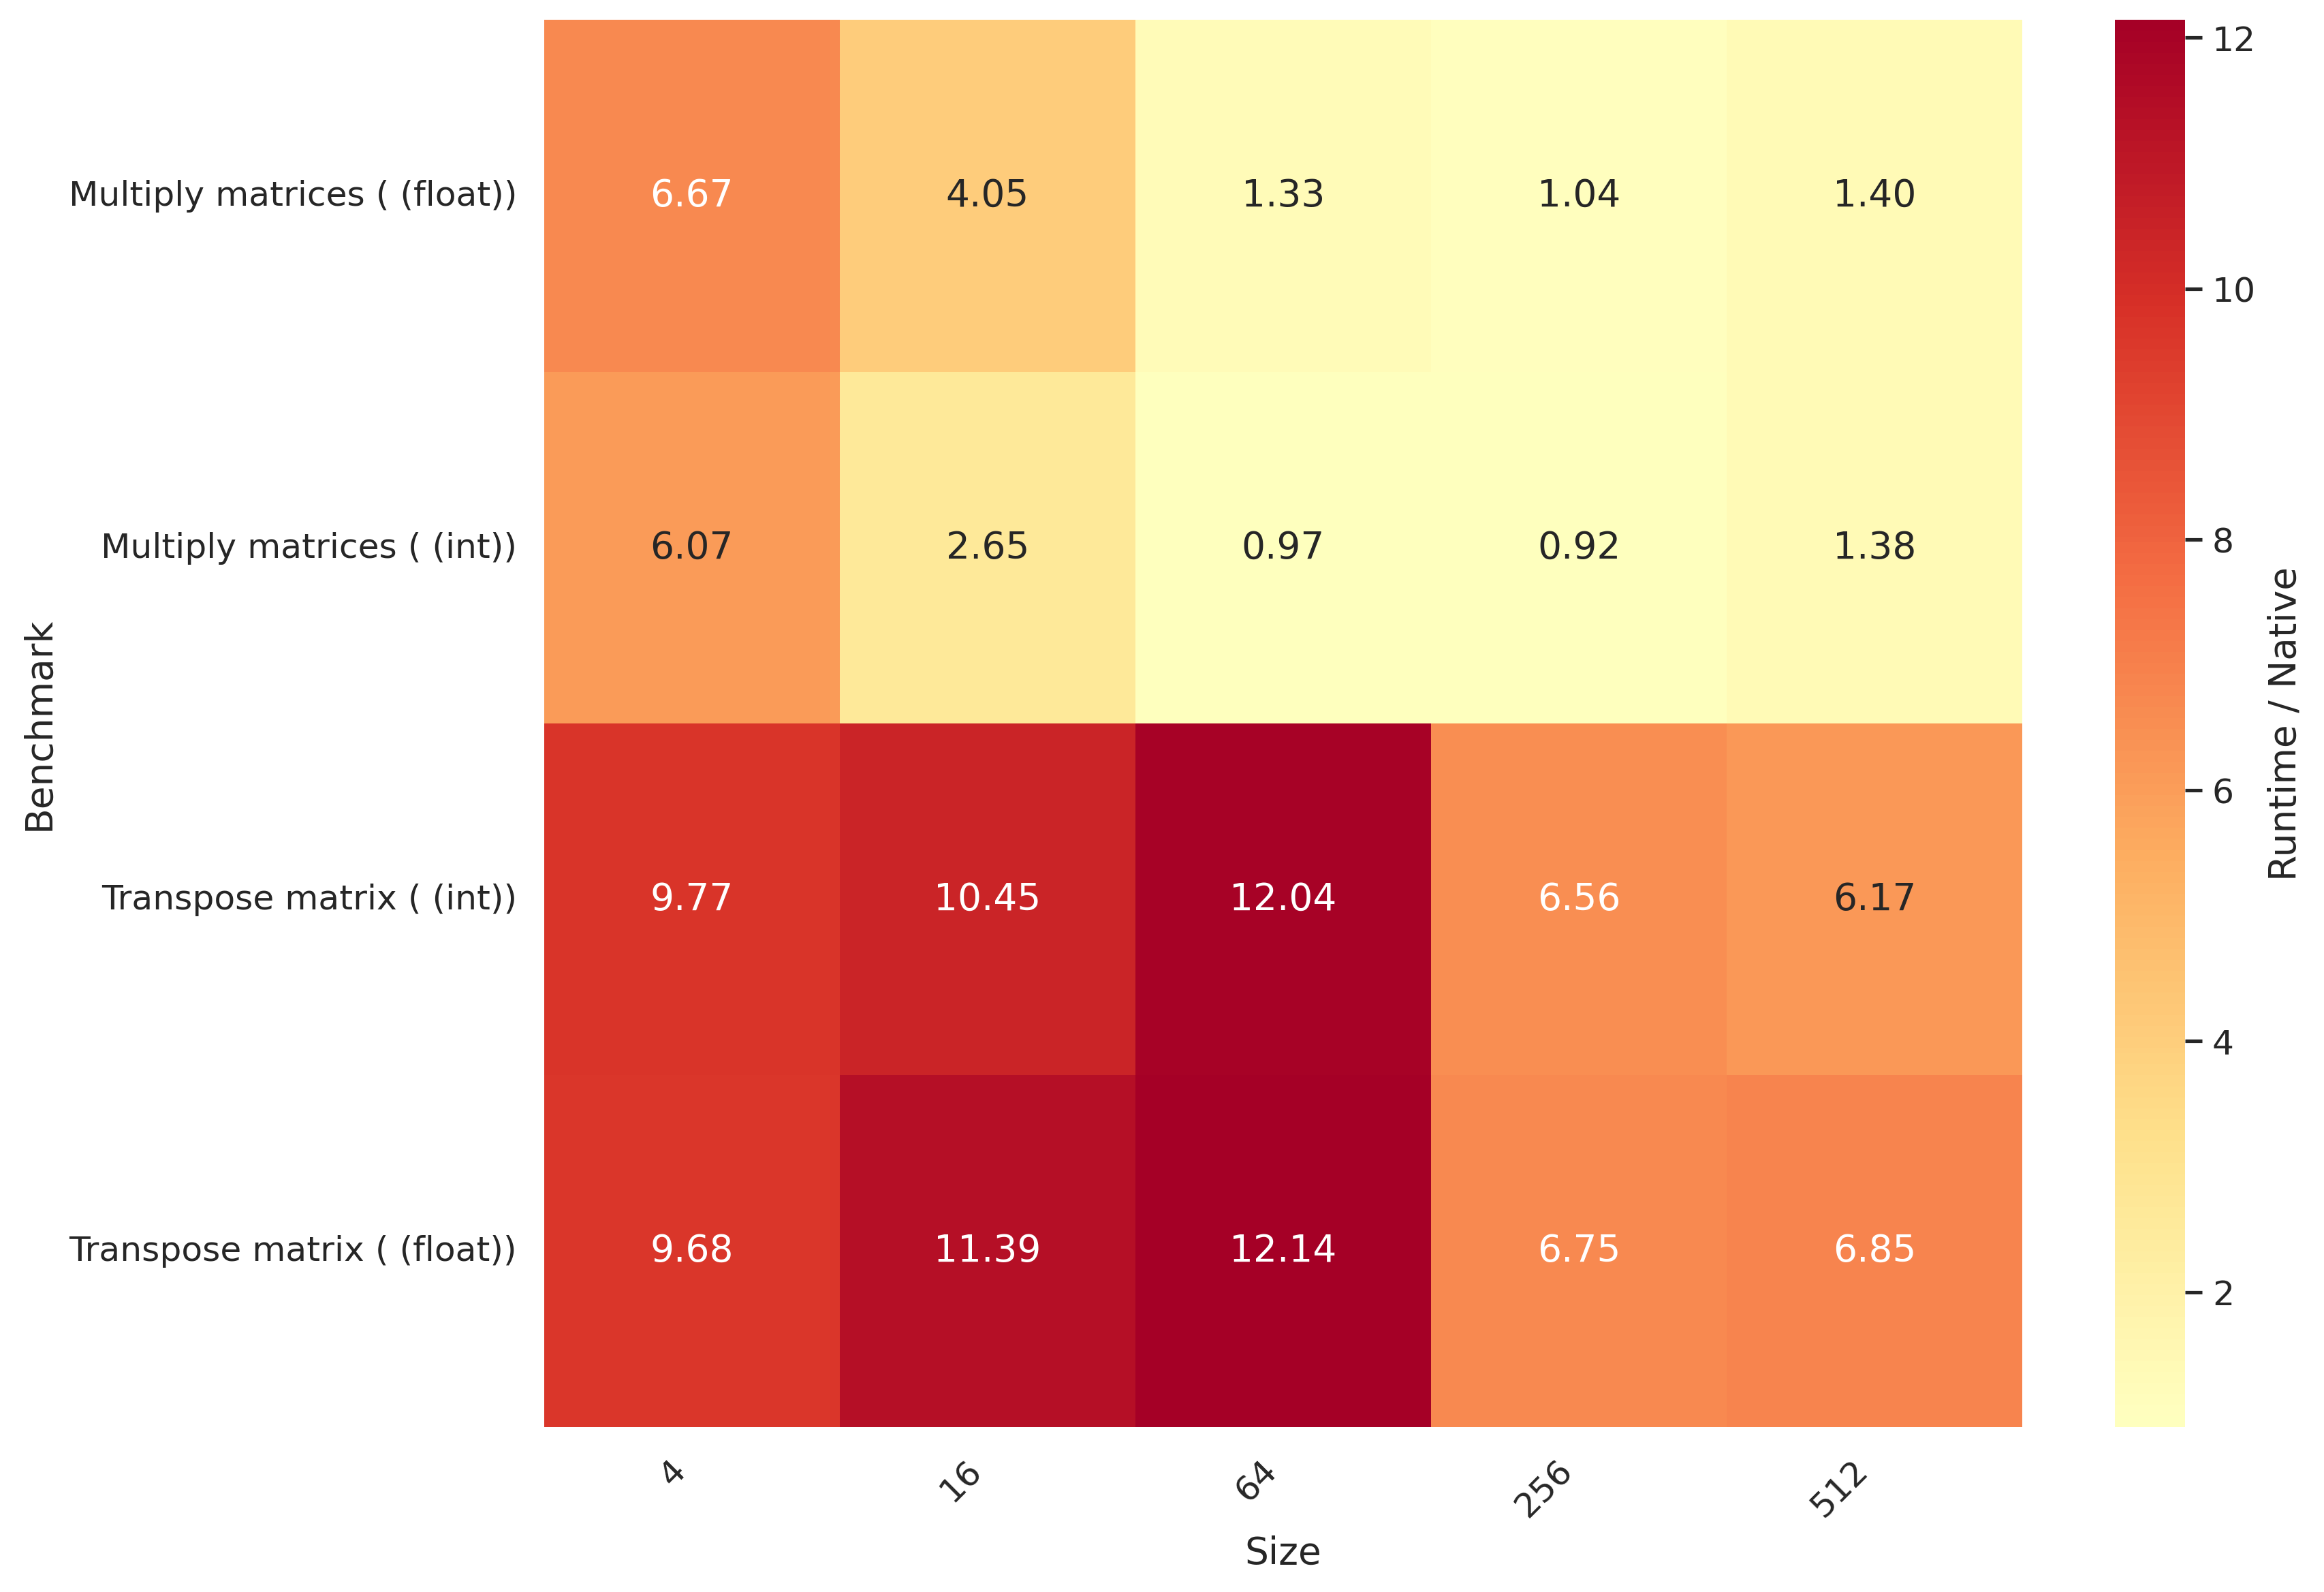 Benchmark
Multiply matrices ( (float))
6.67 4.05 1.33 1.04 1.40
Multiply matrices ( (int))
6.07 2.65 0.97 0.92 1.38
Transpose matrix ( (int))
9.77 10.45 12.04 6.56 6.17
Transpose matrix ( (float))
9.68 11.39 12.14 6.75 6.85
4 16 64 256 512
Size
12
10
8
6
4
2
Runtime / Native